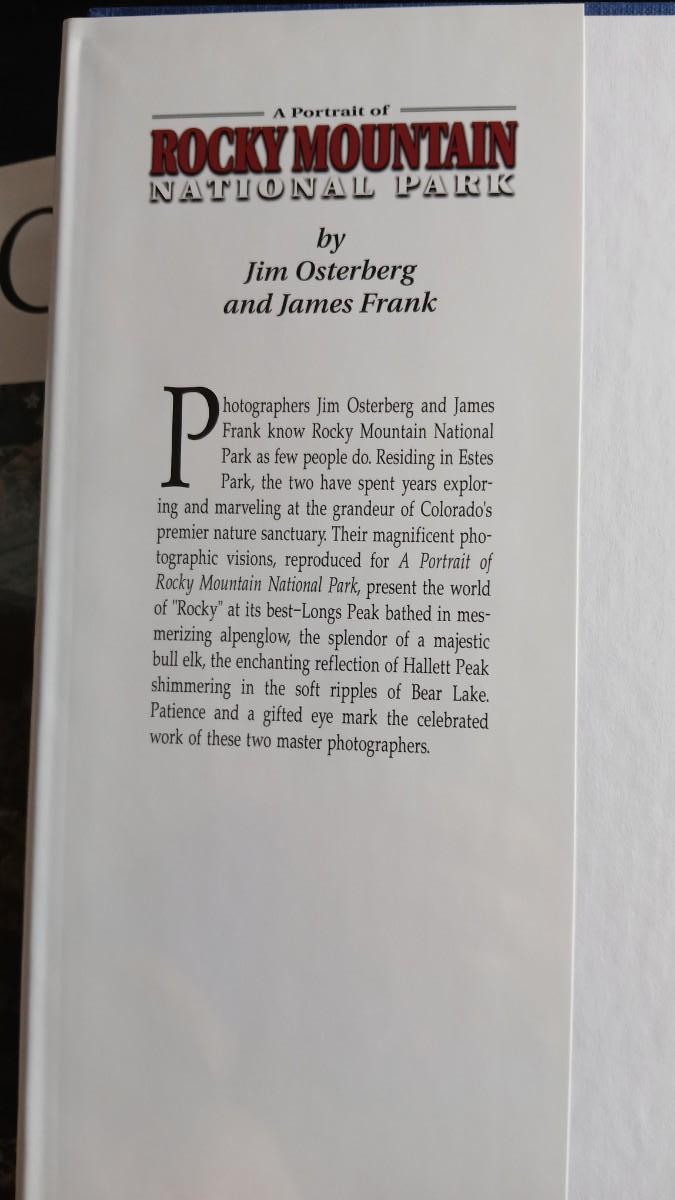 A Portrait of
ROCKY MOUNTAIN
NATIONAL PARK
by
Jim Osterberg
and James Frank
Photographers Jim Osterberg and James
Frank know Rocky Mountain National
Park as few people do. Residing in Estes
Park, the two have spent years explor-
ing and marveling at the grandeur of Colorado's
premier nature sanctuary. Their magnificent pho-
tographic visions, reproduced for A Portrait of
Rocky Mountain National Park, present the world
of "Rocky" at its best–Longs Peak bathed in mes-
merizing alpenglow, the splendor of a majestic
bull elk, the enchanting reflection of Hallett Peak
shimmering in the soft ripples of Bear Lake.
Patience and a gifted eye mark the celebrated
work of these two master photographers.